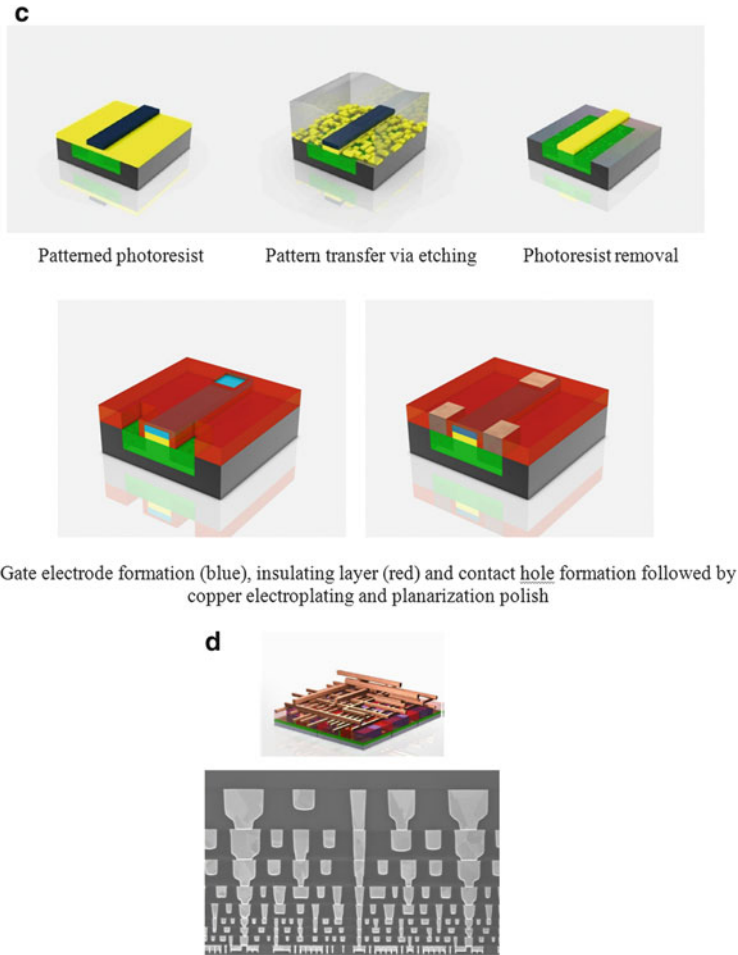 c
Patterned photoresist
Pattern transfer via etching
Photoresist removal
Gate electrode formation (blue), insulating layer (red) and contact hole formation followed by
copper electroplating and planarization polish
d